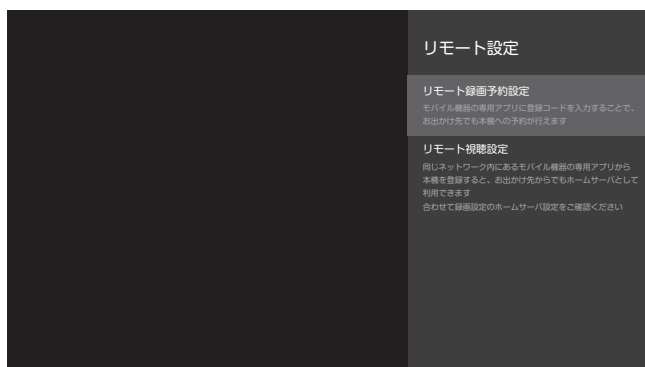 リモート設定
リモート録画予約設定
モバイル機器の専用アプリに登録コードを入力することで、
お出かけ先でも本機への予約が行えます
リモート視聴設定
同じネットワーク内にあるモバイル機器の専用アプリから
本機を登録すると、お出かけ先からでもホームサーバとして
利用できます
合わせて録画設定のホームサーバ設定をご確認ください